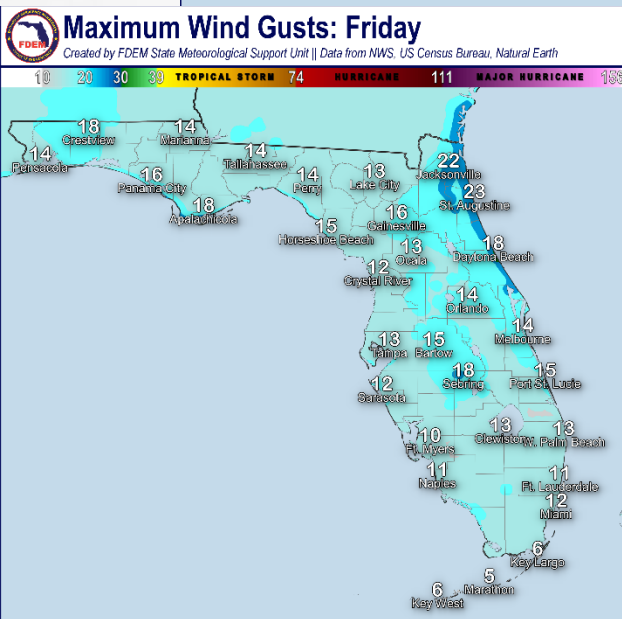 Maximum Wind Gusts: Friday
FDEM
Created by FDEM State Meteorological Support Unit || Data from NWS, US Census Bureau, Natural Earth
10 20 30 39 TROPICAL STORM 74 HURRICANE 111 MAJOR HURRICANE
18
Crestview
14
Marianna
14
Pensacola
14
Tallahassee
16
Panama City
14
Perry
13
Lake City
22
Jacksonville
18
Apalachicola
23
St. Augustine
16
Gainesville
15
Horseshoe Beach
13
Ocala
18
Daytona Beach
12
Crystal River
14
Orlando
14
Melbourne
13
Tampa
15
Bartow
18
Sebring
15
Port St. Lucie
12
Sarasota
10
Ft. Myers
13
Clewiston
13
W. Palm Beach
11
Naples
11
Ft. Lauderdale
12
Miami
6
Key Largo
5
Marathon
6
Key West